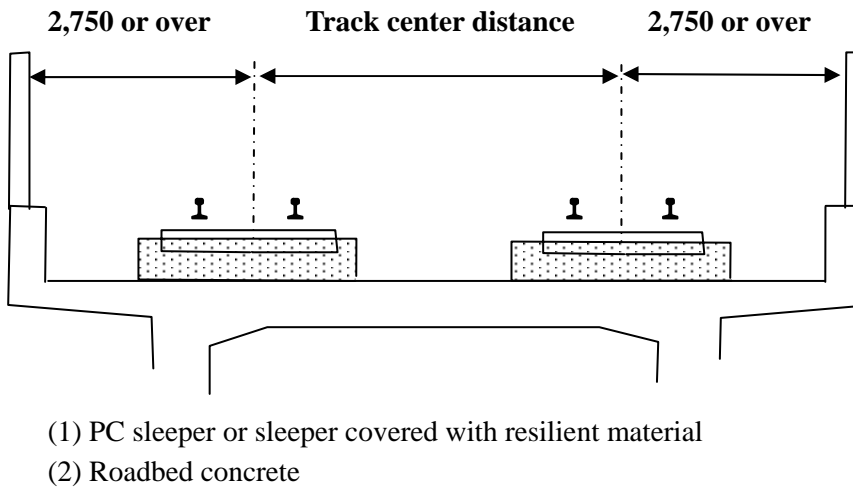 2,750 or over Track center distance 2,750 or over
(1) PC sleeper or sleeper covered with resilient material
(2) Roadbed concrete